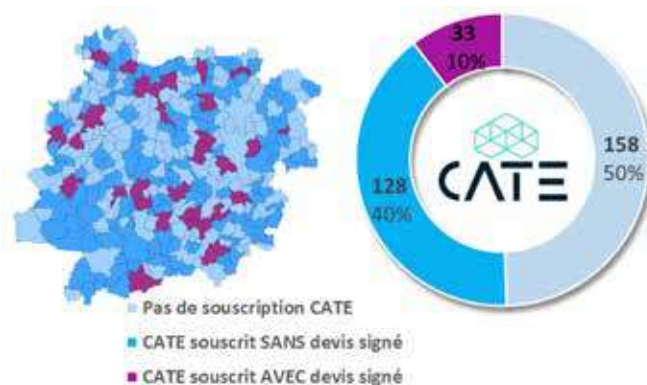 33
10%
158
50%
128
40%
CATE
Pas de souscription CATE
CATE souscrit SANS devis signé
CATE souscrit AVEC devis signé